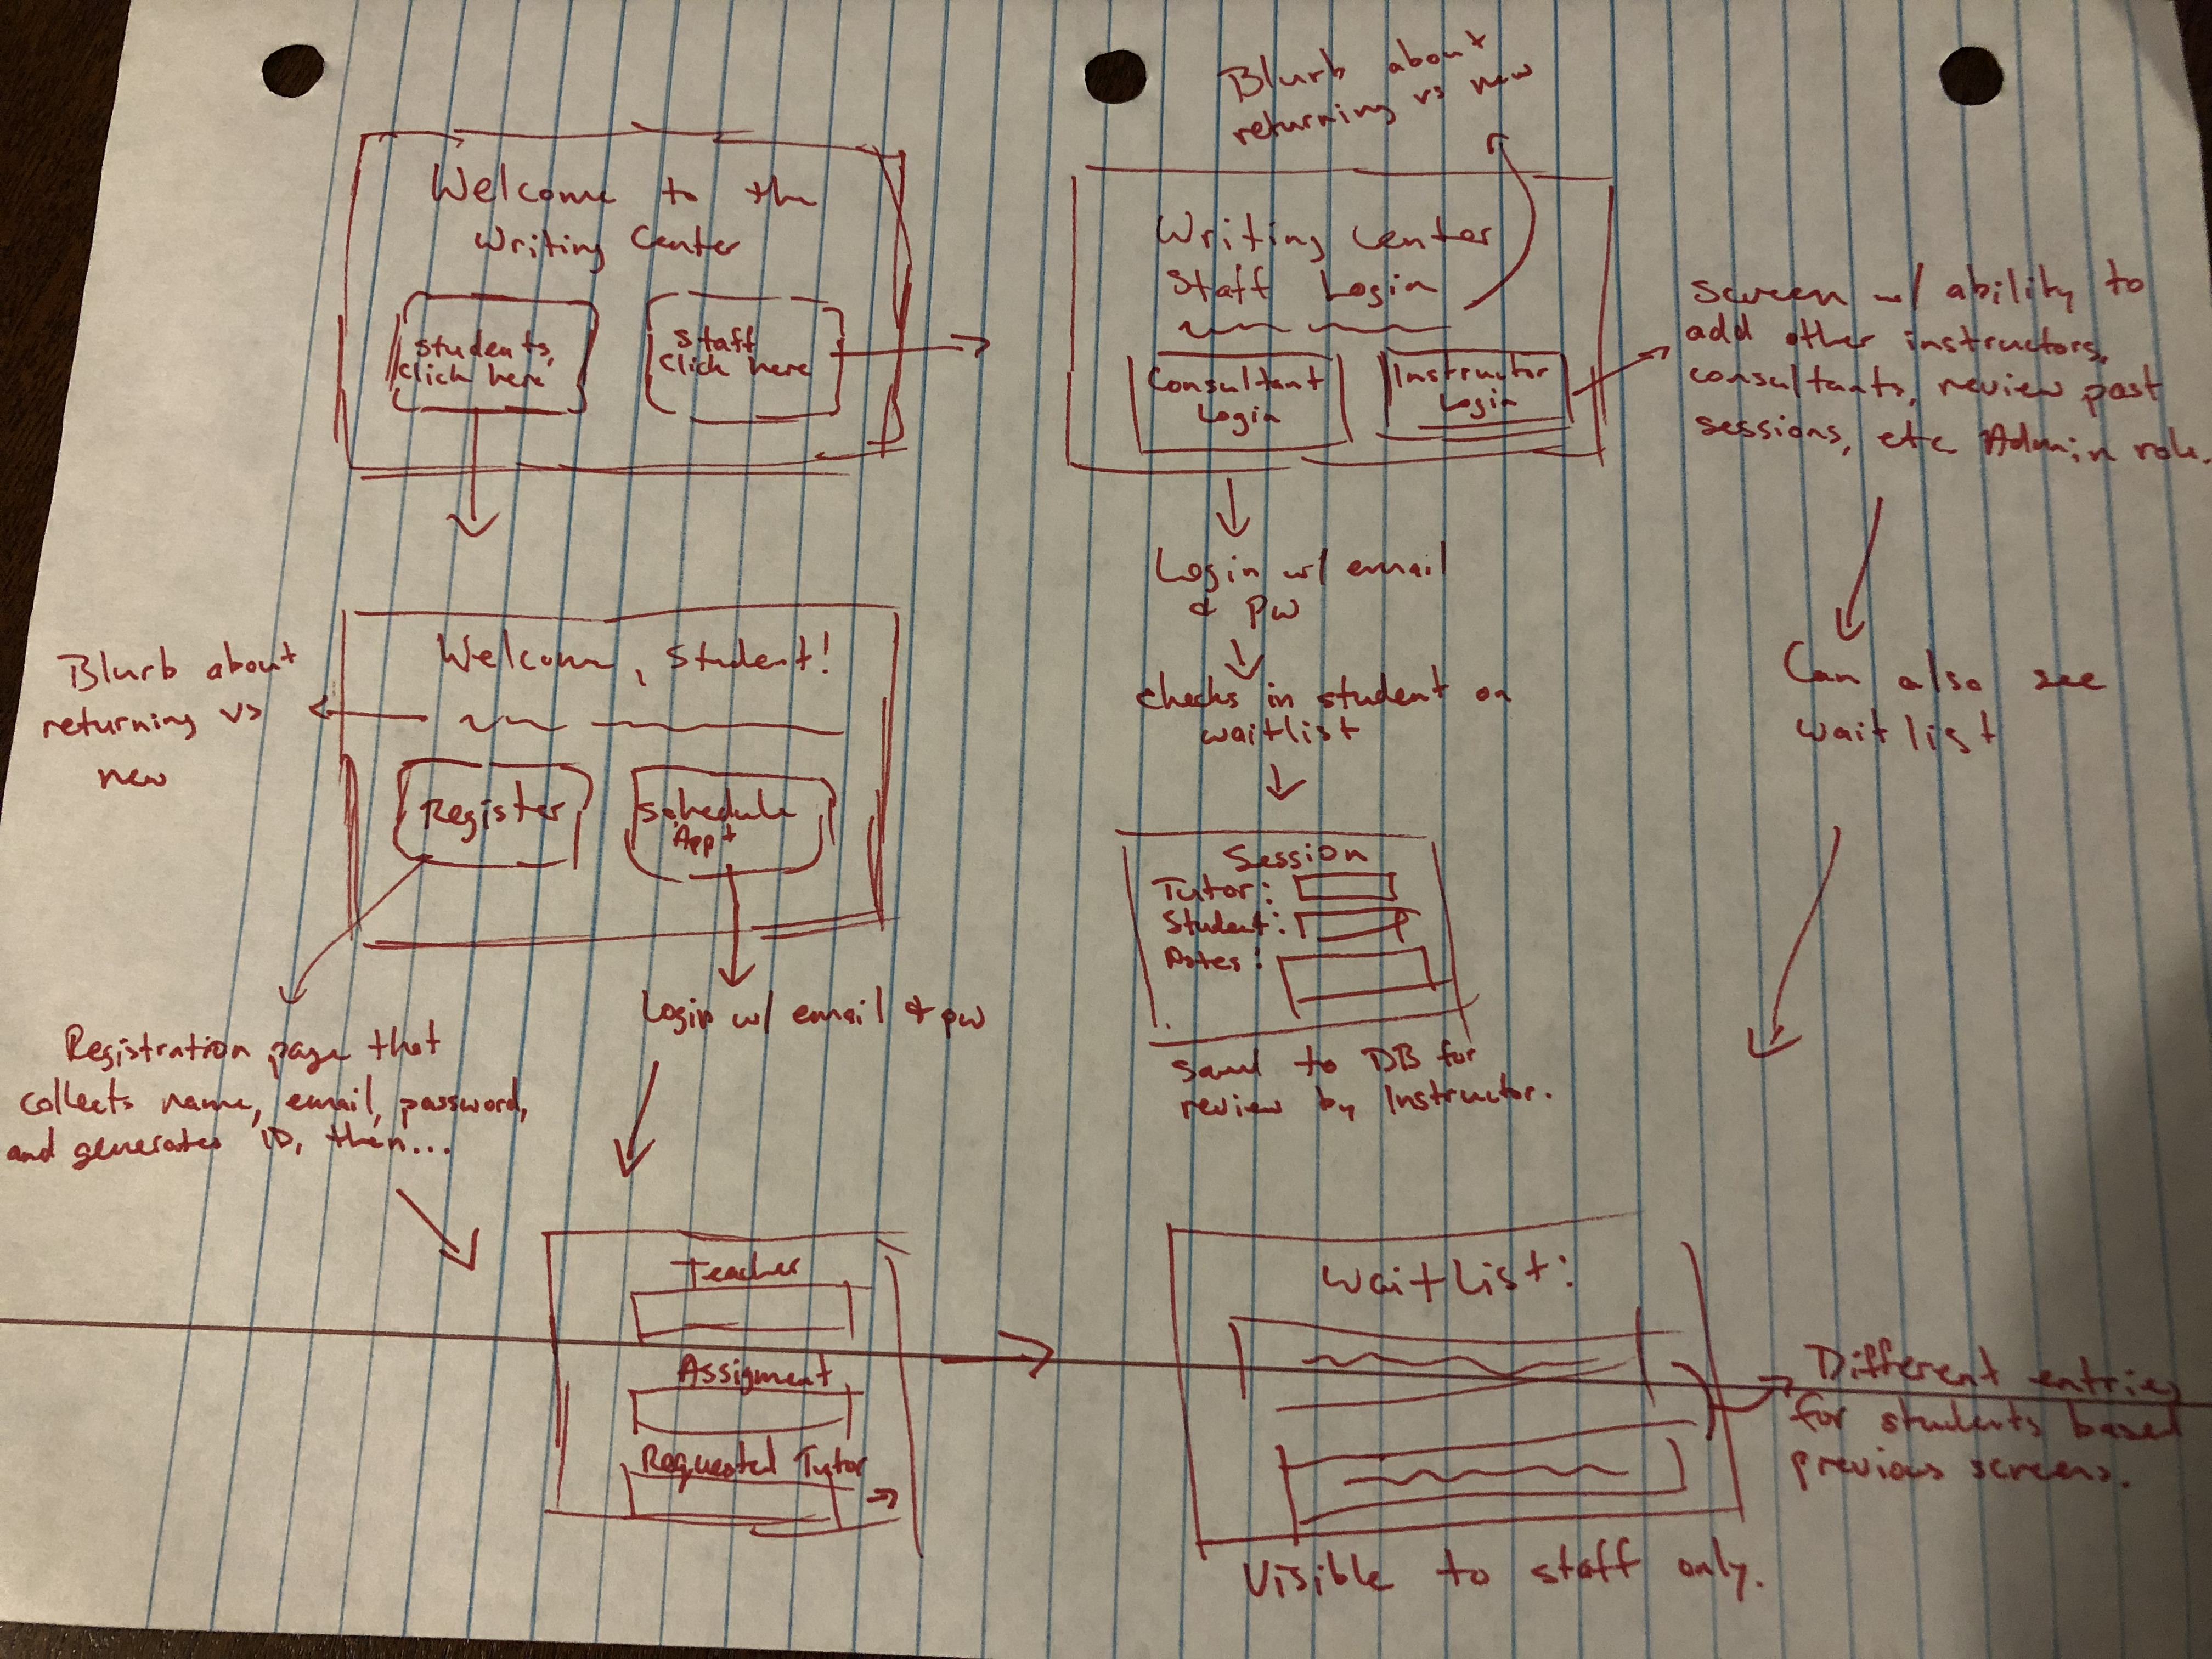 Welcome to the
Writing Center
Students,
Click here
Staff
Click here
Blurb about
returning vs new
Writing Center
Staff Login
Consultant
Login
Instructor
Login
Screen w/ ability to
add other instructors,
consultants, review past
sessions, etc. Admin role.
Can also see
waitlist
Login w/ email
& pw
Checks in student on
waitlist
Session
Tutor:
Student:
Notes:
Saved to DB for
review by Instructor.
Blurb about
returning vs
new
Welcome, Student!
Register
Schedule
App+
Registration page that
collects name, email, password,
and generates ID, then...
Login w/ email & pw
Teacher
Assignment
Requested Tutor
Waitlist:
Different entries
for students based
previous screens.
Visible to staff only.